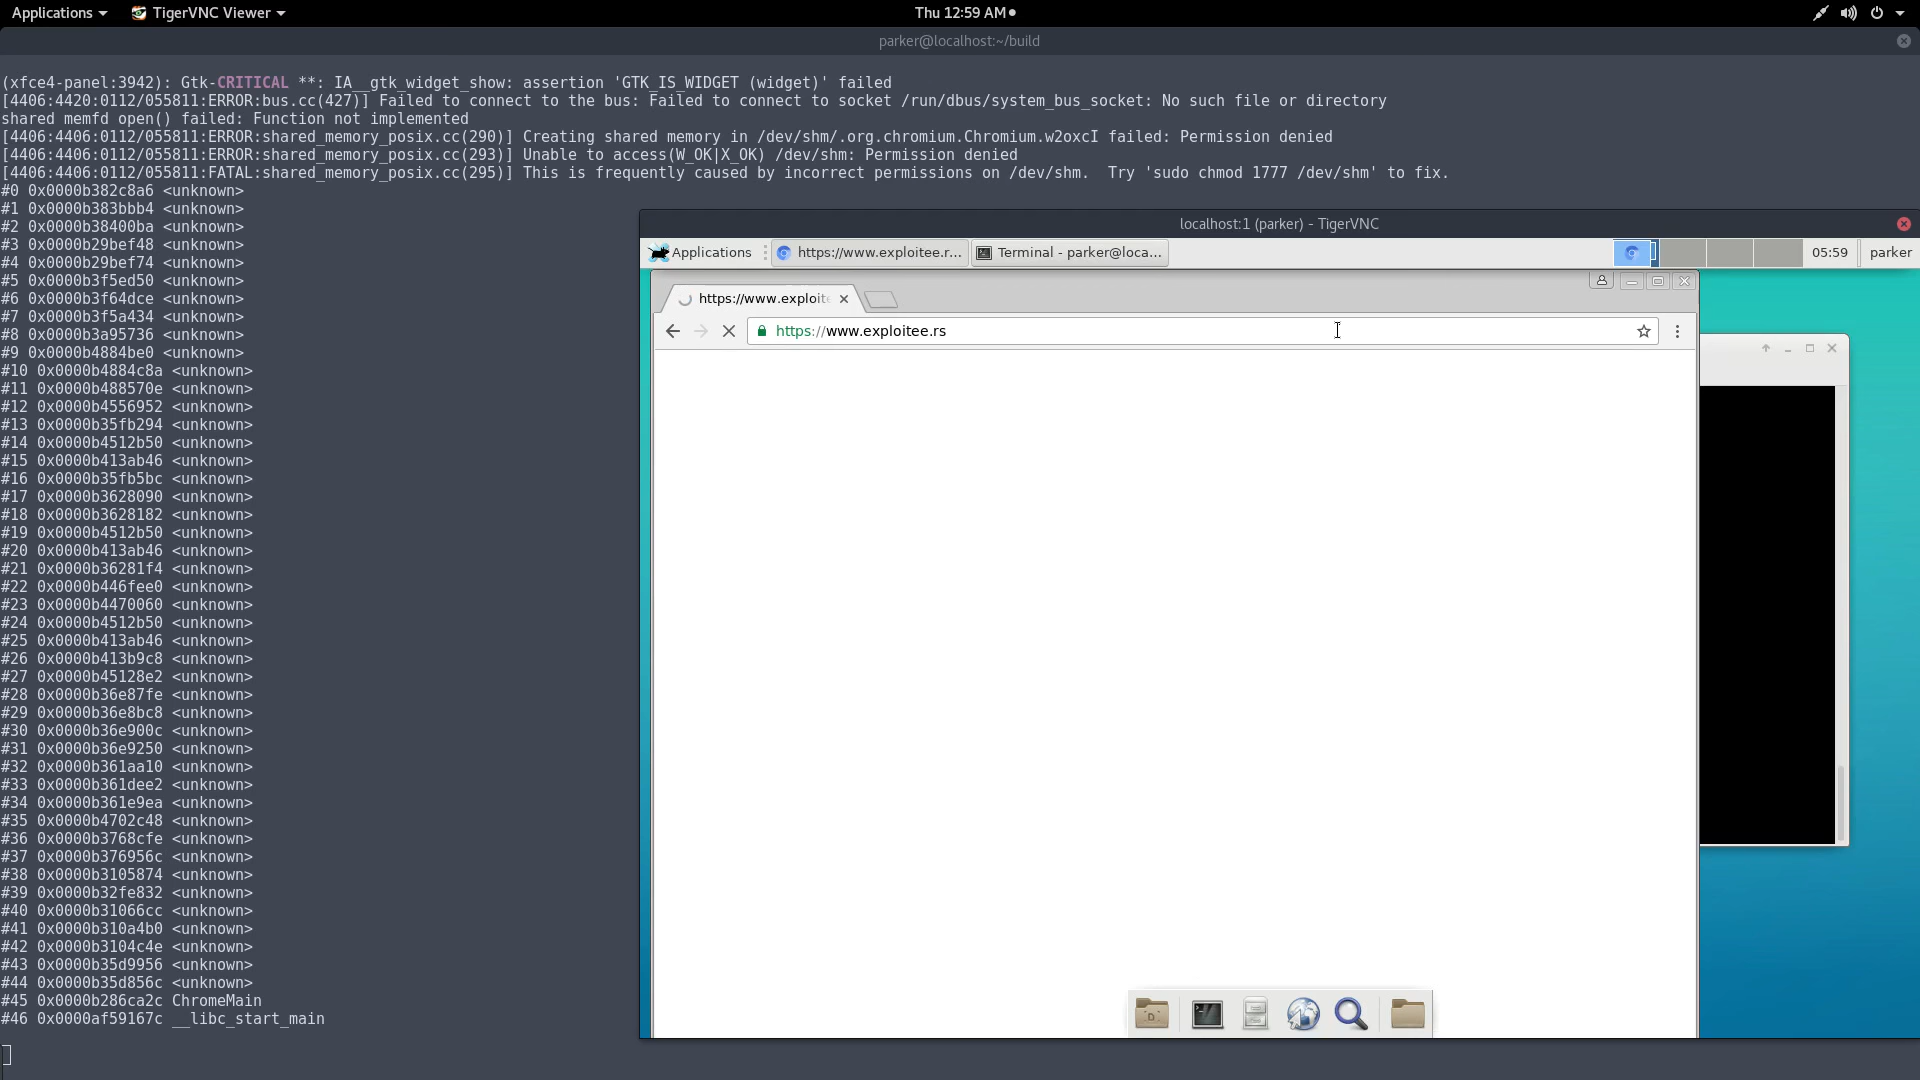 Applications TigerVNC Viewer Thu 12:59 AM
parker@localhost:~/build
(xfce4-panel:3942): Gtk-CRITICAL **: IA__gtk_widget_show: assertion 'GTK_IS_WIDGET (widget)' failed
[4406:4420:0112/055811:ERROR:bus.cc(427)] Failed to connect to the bus: Failed to connect to socket /run/dbus/system_bus_socket: No such file or directory
shared memfd open() failed: Function not implemented
[4406:4406:0112/055811:ERROR:shared_memory_posix.cc(290)] Creating shared memory in /dev/shm/.org.chromium.Chromium.w2oxcI failed: Permission denied
[4406:4406:0112/055811:ERROR:shared_memory_posix.cc(293)] Unable to access(W_OK|X_OK) /dev/shm: Permission denied
[4406:4406:0112/055811:FATAL:shared_memory_posix.cc(295)] This is frequently caused by incorrect permissions on /dev/shm.  Try 'sudo chmod 1777 /dev/shm' to fix.
#0 0x0000b382c8a6 <unknown>
#1 0x0000b383bbb4 <unknown>
#2 0x0000b38400ba <unknown>
#3 0x0000b29bef48 <unknown>
#4 0x0000b29bef74 <unknown>
#5 0x0000b3f5ed50 <unknown>
#6 0x0000b3f64dce <unknown>
#7 0x0000b3f5a434 <unknown>
#8 0x0000b3a95736 <unknown>
#9 0x0000b4884be0 <unknown>
#10 0x0000b4884c8a <unknown>
#11 0x0000b488570e <unknown>
#12 0x0000b4556952 <unknown>
#13 0x0000b35fb294 <unknown>
#14 0x0000b4512b50 <unknown>
#15 0x0000b413ab46 <unknown>
#16 0x0000b35fb5bc <unknown>
#17 0x0000b3628090 <unknown>
#18 0x0000b3628182 <unknown>
#19 0x0000b4512b50 <unknown>
#20 0x0000b413ab46 <unknown>
#21 0x0000b36281f4 <unknown>
#22 0x0000b446fee0 <unknown>
#23 0x0000b4470060 <unknown>
#24 0x0000b4512b50 <unknown>
#25 0x0000b413ab46 <unknown>
#26 0x0000b413b9c8 <unknown>
#27 0x0000b45128e2 <unknown>
#28 0x0000b36e87fe <unknown>
#29 0x0000b36e8bc8 <unknown>
#30 0x0000b36e900c <unknown>
#31 0x0000b36e9250 <unknown>
#32 0x0000b361aa10 <unknown>
#33 0x0000b361dee2 <unknown>
#34 0x0000b361e9ea <unknown>
#35 0x0000b4702c48 <unknown>
#36 0x0000b3768cfe <unknown>
#37 0x0000b376956c <unknown>
#38 0x0000b3105874 <unknown>
#39 0x0000b32fe832 <unknown>
#40 0x0000b31066cc <unknown>
#41 0x0000b310a4b0 <unknown>
#42 0x0000b3104c4e <unknown>
#43 0x0000b35d9956 <unknown>
#44 0x0000b35d856c <unknown>
#45 0x0000b286ca2c ChromeMain
#46 0x0000af59167c __libc_start_main
localhost:1 (parker) - TigerVNC
Applications https://www.exploitee.r... Terminal - parker@loca... 05:59 parker
https://www.exploite
https://www.exploitee.rs